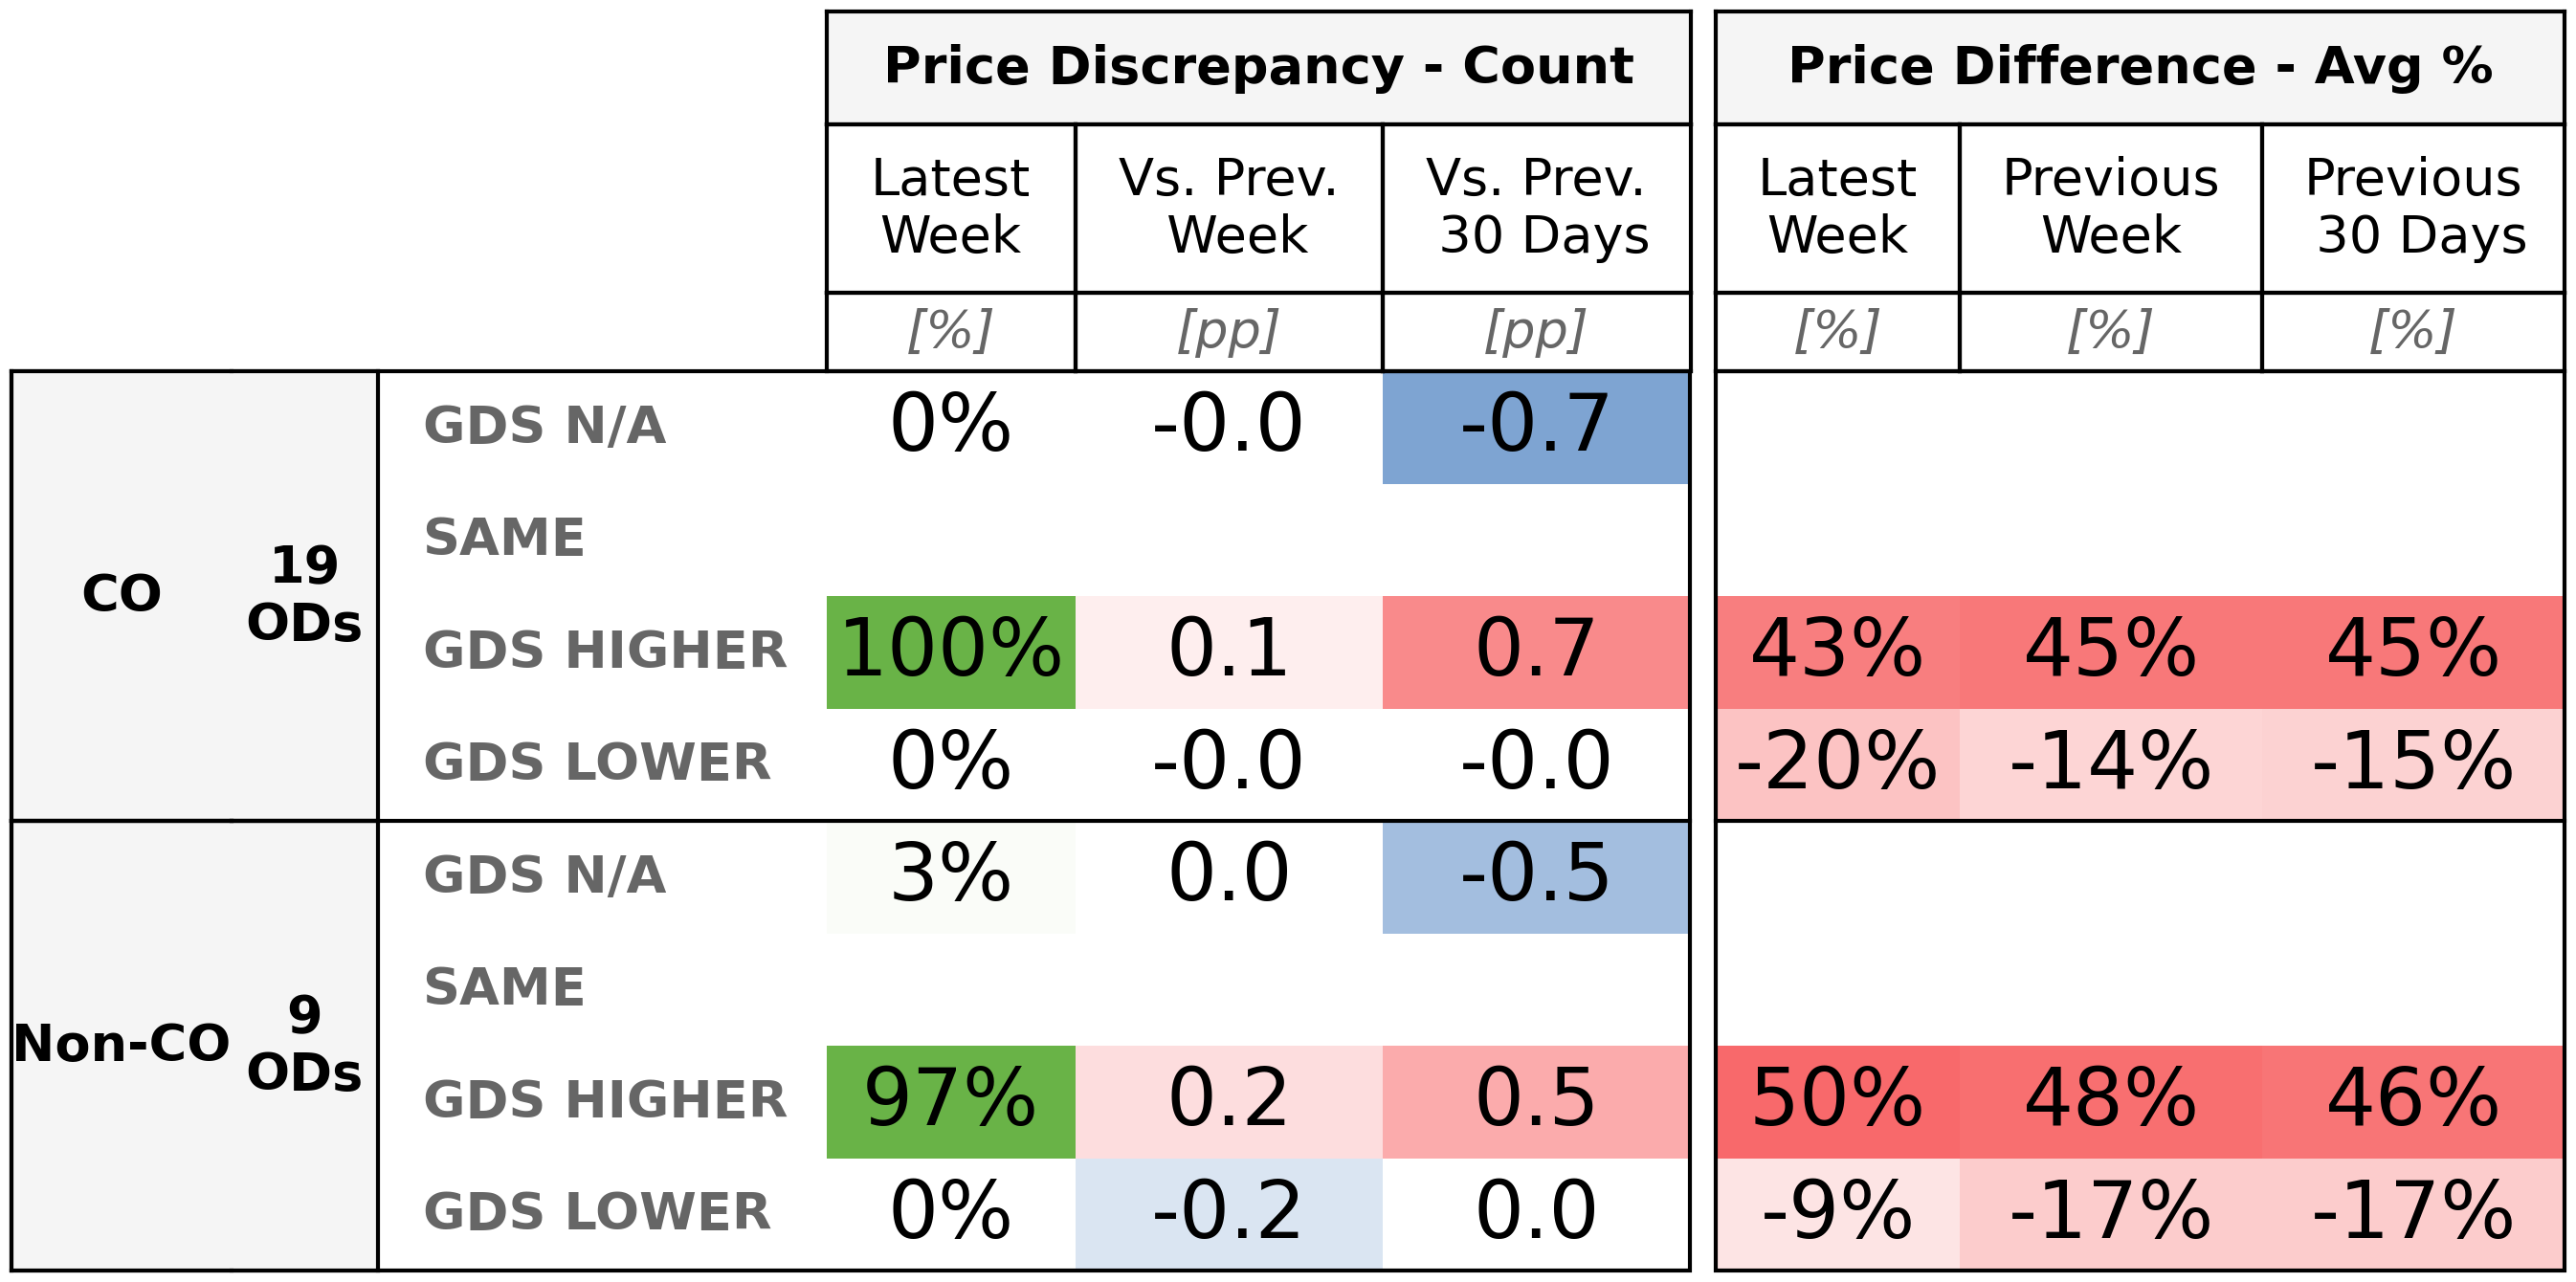 Price Discrepancy - Count Price Difference - Avg %
Latest Week Vs. Prev. Week Vs. Prev. 30 Days Latest Week Previous Week Previous 30 Days
[%] [pp] [pp] [%] [%] [%]
CO 19 ODs
GDS N/A 0% -0.0 -0.7
SAME
GDS HIGHER 100% 0.1 0.7 43% 45% 45%
GDS LOWER 0% -0.0 -0.0 -20% -14% -15%
Non-CO 9 ODs
GDS N/A 3% 0.0 -0.5
SAME
GDS HIGHER 97% 0.2 0.5 50% 48% 46%
GDS LOWER 0% -0.2 0.0 -9% -17% -17%